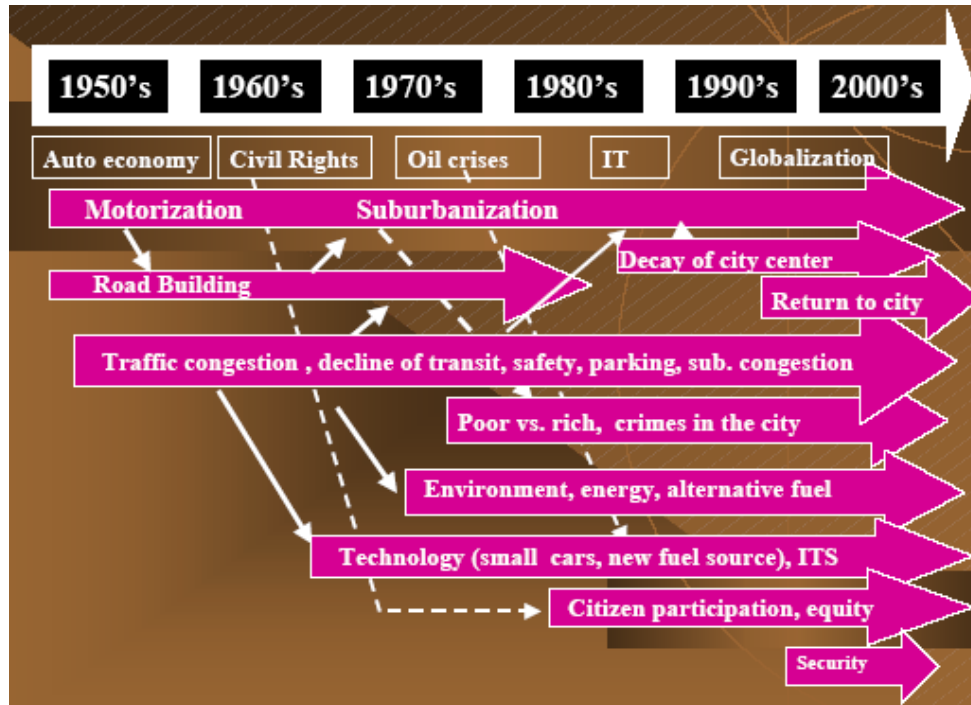 1950's 1960's 1970's 1980's 1990's 2000's
Auto economy Civil Rights Oil crises IT Globalization
Motorization Suburbanization
Decay of city center
Road Building
Return to city
Traffic congestion , decline of transit, safety, parking, sub. congestion
Poor vs. rich, crimes in the city
Environment, energy, alternative fuel
Technology (small cars, new fuel source), ITS
Citizen participation, equity
Security